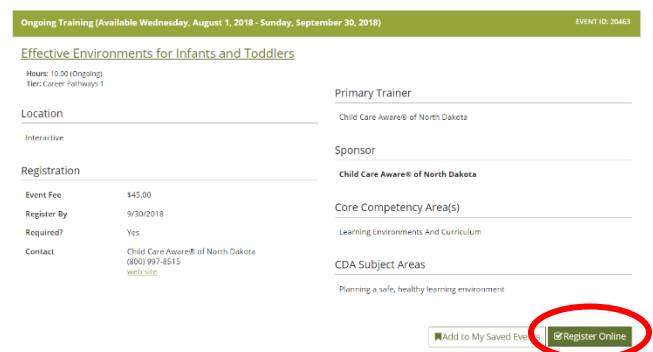 Ongoing Training (Available Wednesday, August 1, 2018 - Sunday, September 30, 2018)
EVENT ID: 20463
Effective Environments for Infants and Toddlers
Hours: 10.00 (Ongoing)
Tier: Career Pathways 1
Location
Interactive
Registration
Event Fee $45.00
Register By 9/30/2018
Required? Yes
Contact Child Care Aware® of North Dakota
(800) 997-8515
web site
Primary Trainer
Child Care Aware® of North Dakota
Sponsor
Child Care Aware® of North Dakota
Core Competency Area(s)
Learning Environments And Curriculum
CDA Subject Areas
Planning a safe, healthy learning environment
Add to My Saved Events
Register Online